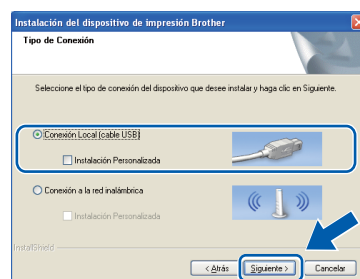 Instalación del dispositivo de impresión Brother
Tipo de Conexión
Seleccione el tipo de conexión del dispositivo que desee instalar y haga clic en Siguiente.
Conexión Local (cable USB)
Instalación Personalizada
Conexión a la red inalámbrica
Instalación Personalizada
InstallShield
< Atrás Siguiente > Cancelar